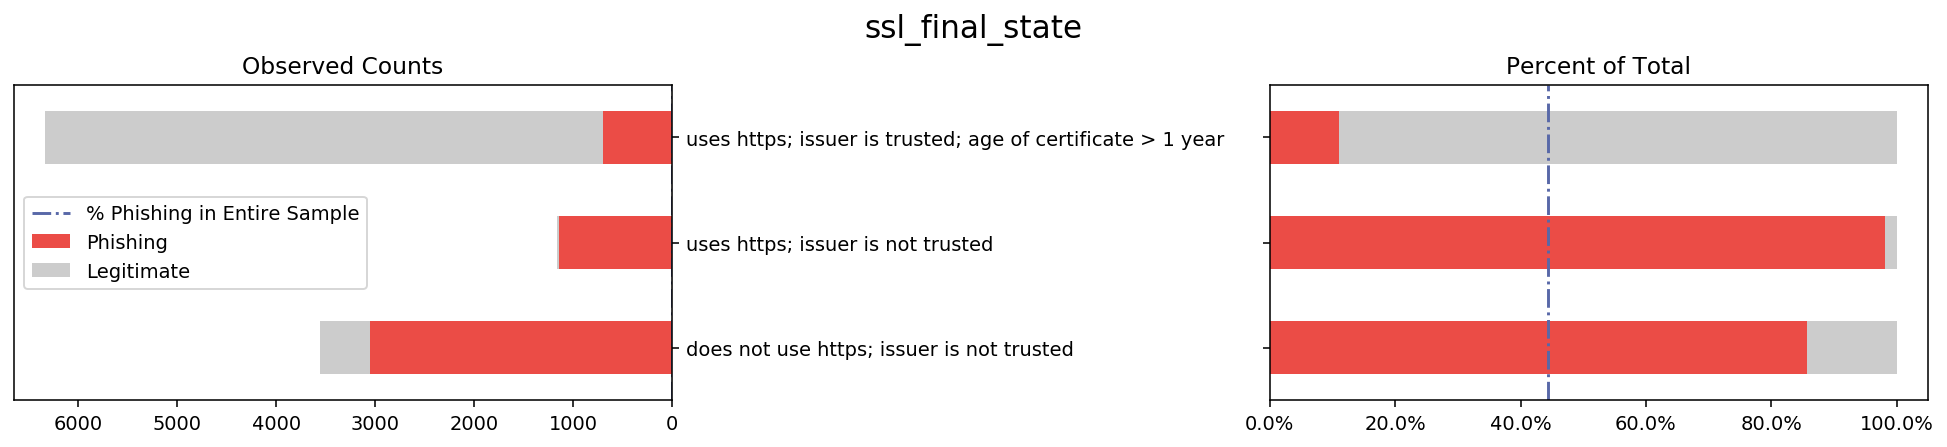 ssl_final_state
Observed Counts
Percent of Total
uses https; issuer is trusted; age of certificate > 1 year
% Phishing in Entire Sample
Phishing
Legitimate
uses https; issuer is not trusted
does not use https; issuer is not trusted
6000 5000 4000 3000 2000 1000 0
0.0% 20.0% 40.0% 60.0% 80.0% 100.0%